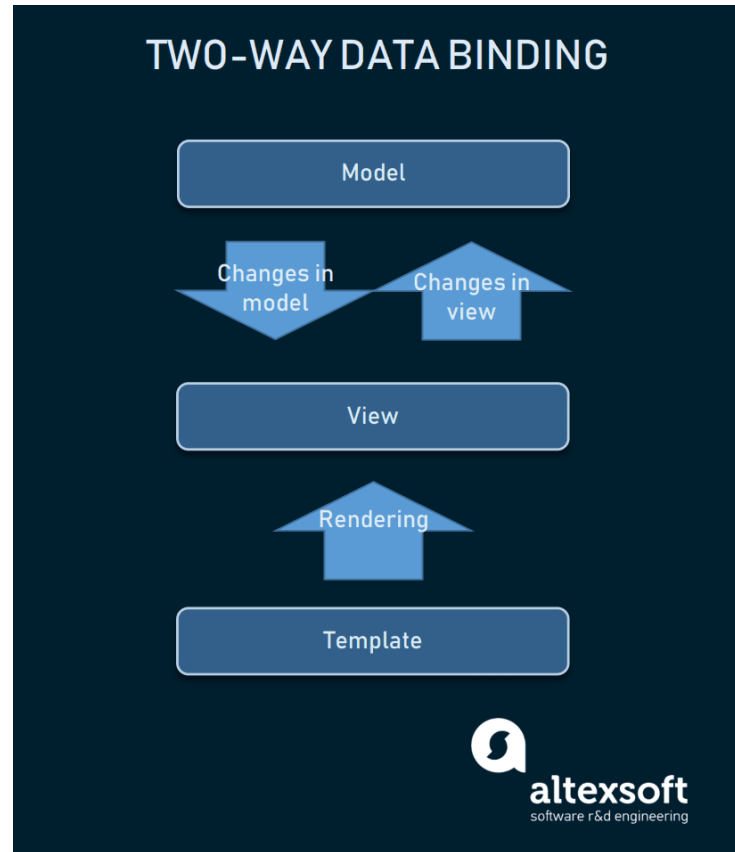 TWO-WAY DATA BINDING
Model
Changes in
model
Changes in
view
View
Rendering
Template
altexsoft
software r&d engineering